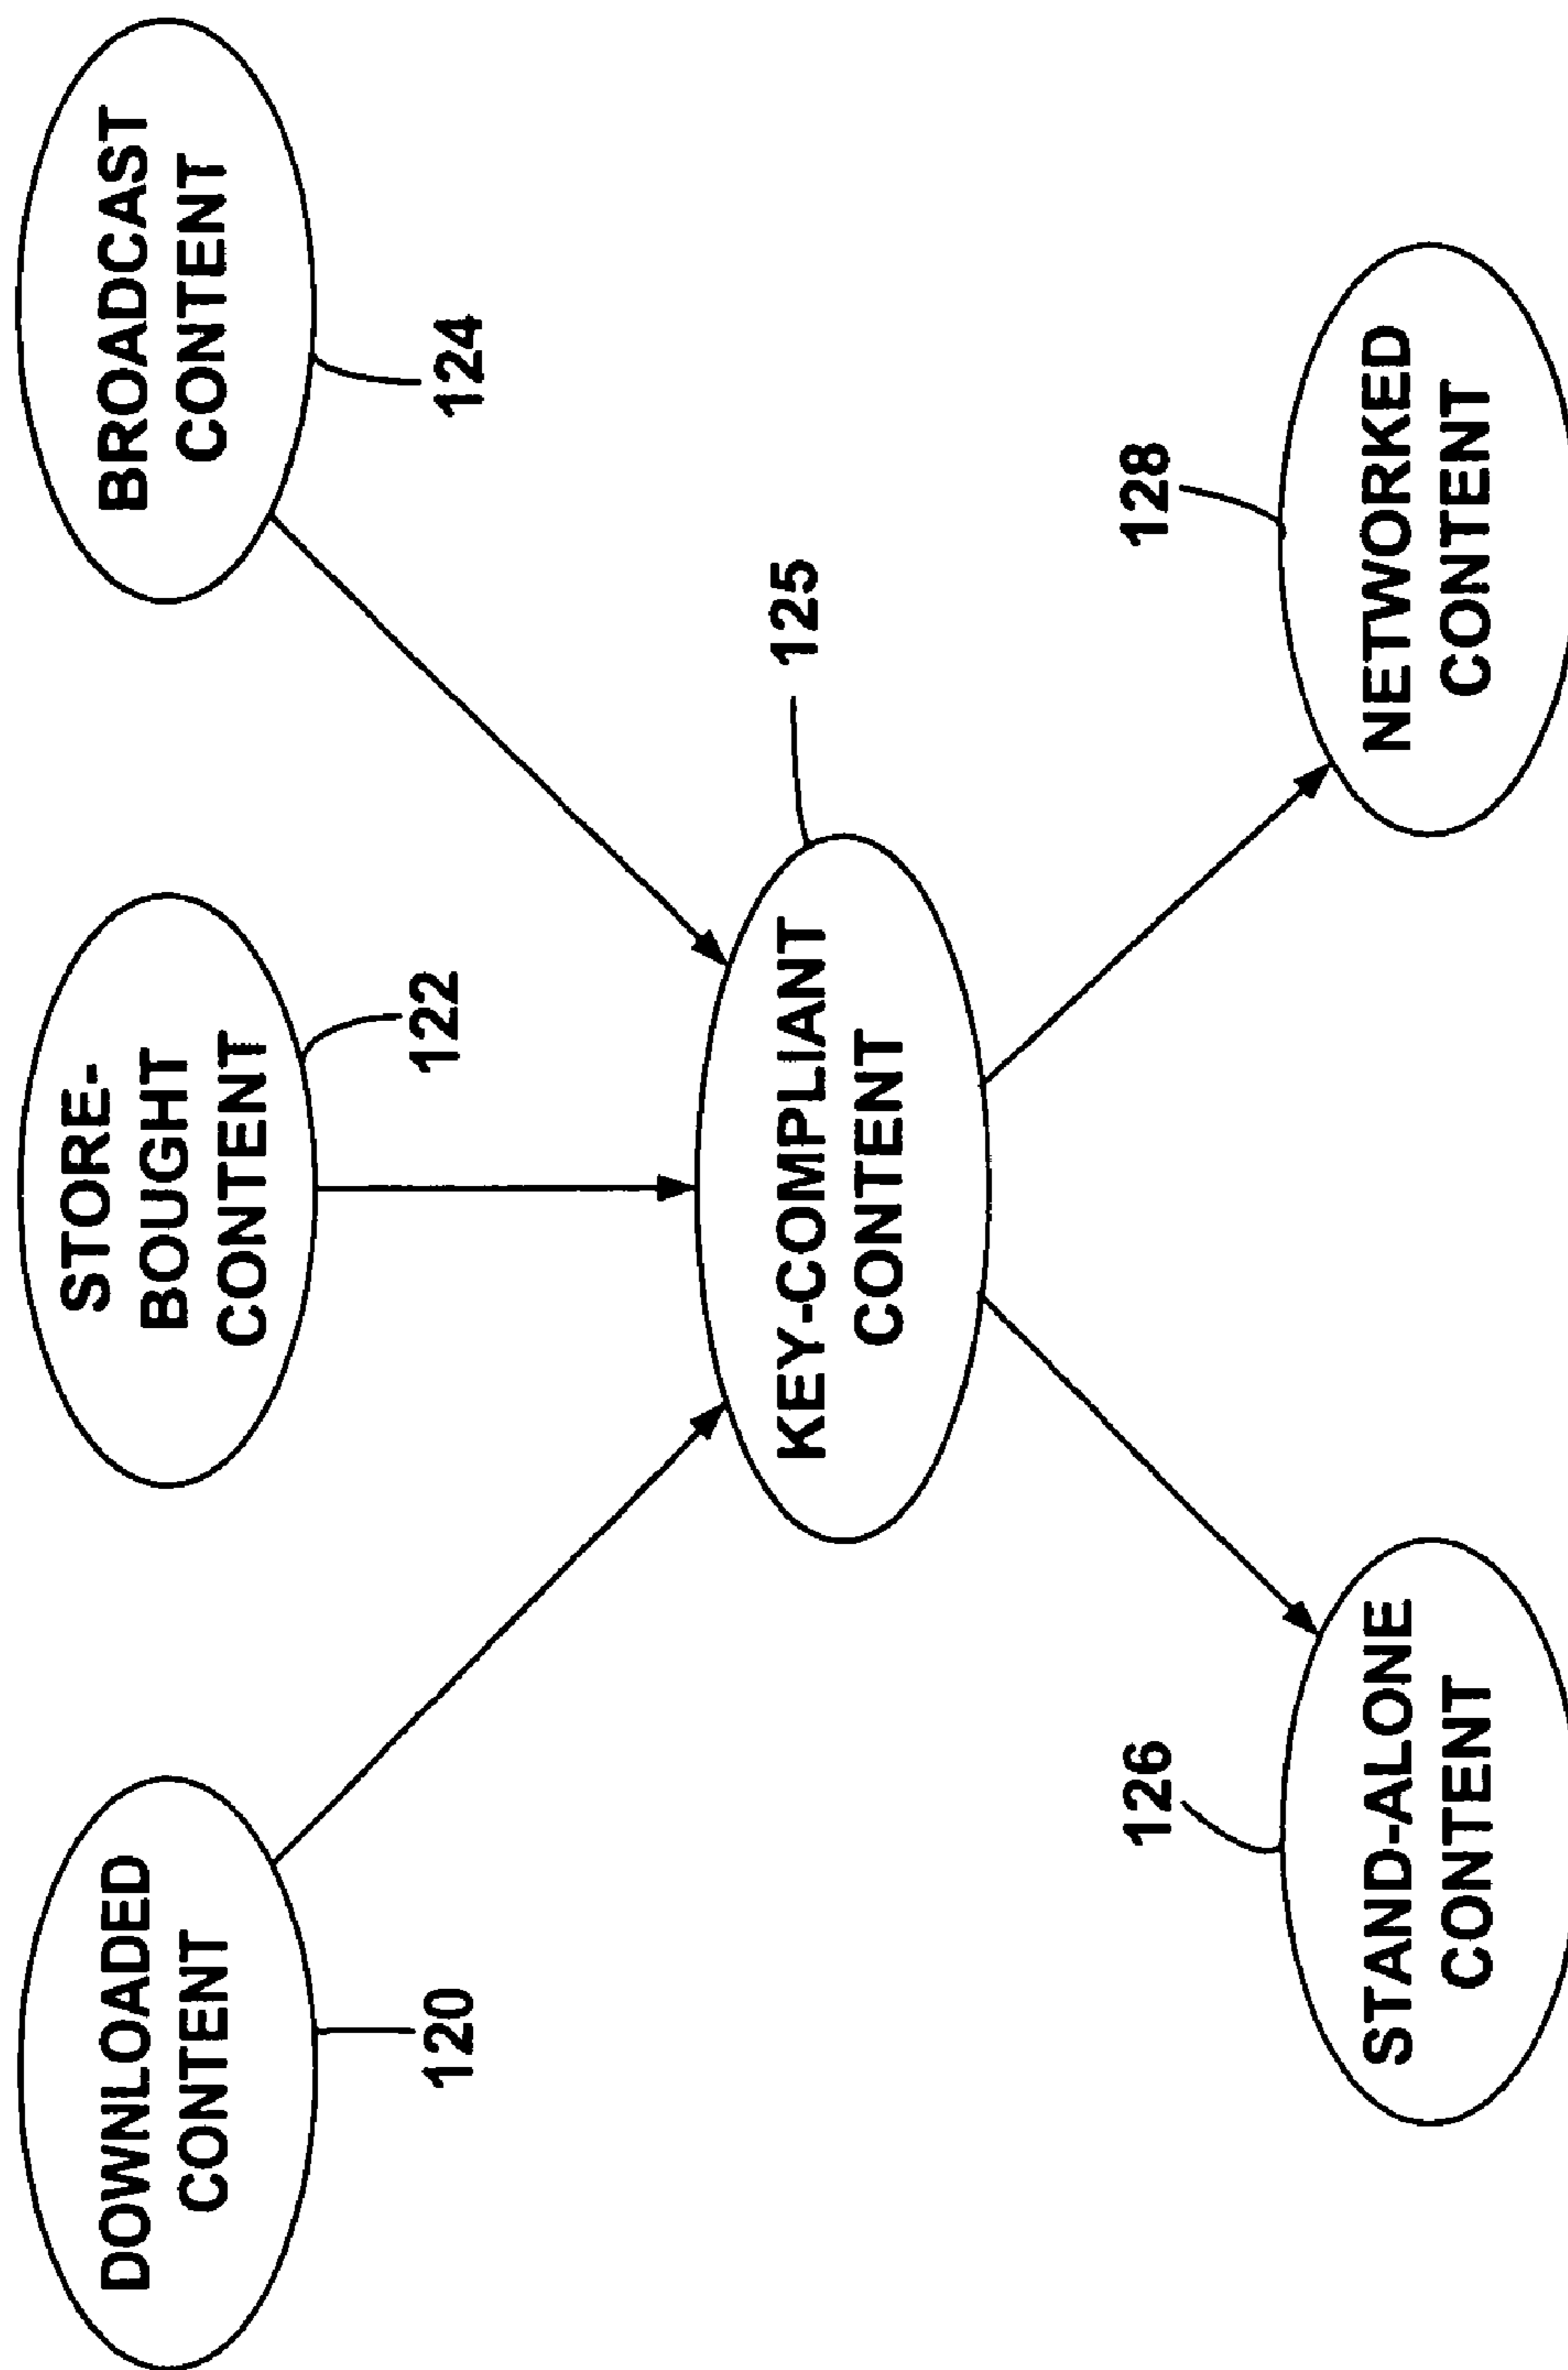 DOWNLOADED
CONTENT
120
STORE-
BOUGHT
CONTENT
122
BROADCAST
CONTENT
124
KEY-COMPLIANT
CONTENT
125
STAND-ALONE
CONTENT
126
NETWORKED
CONTENT
128